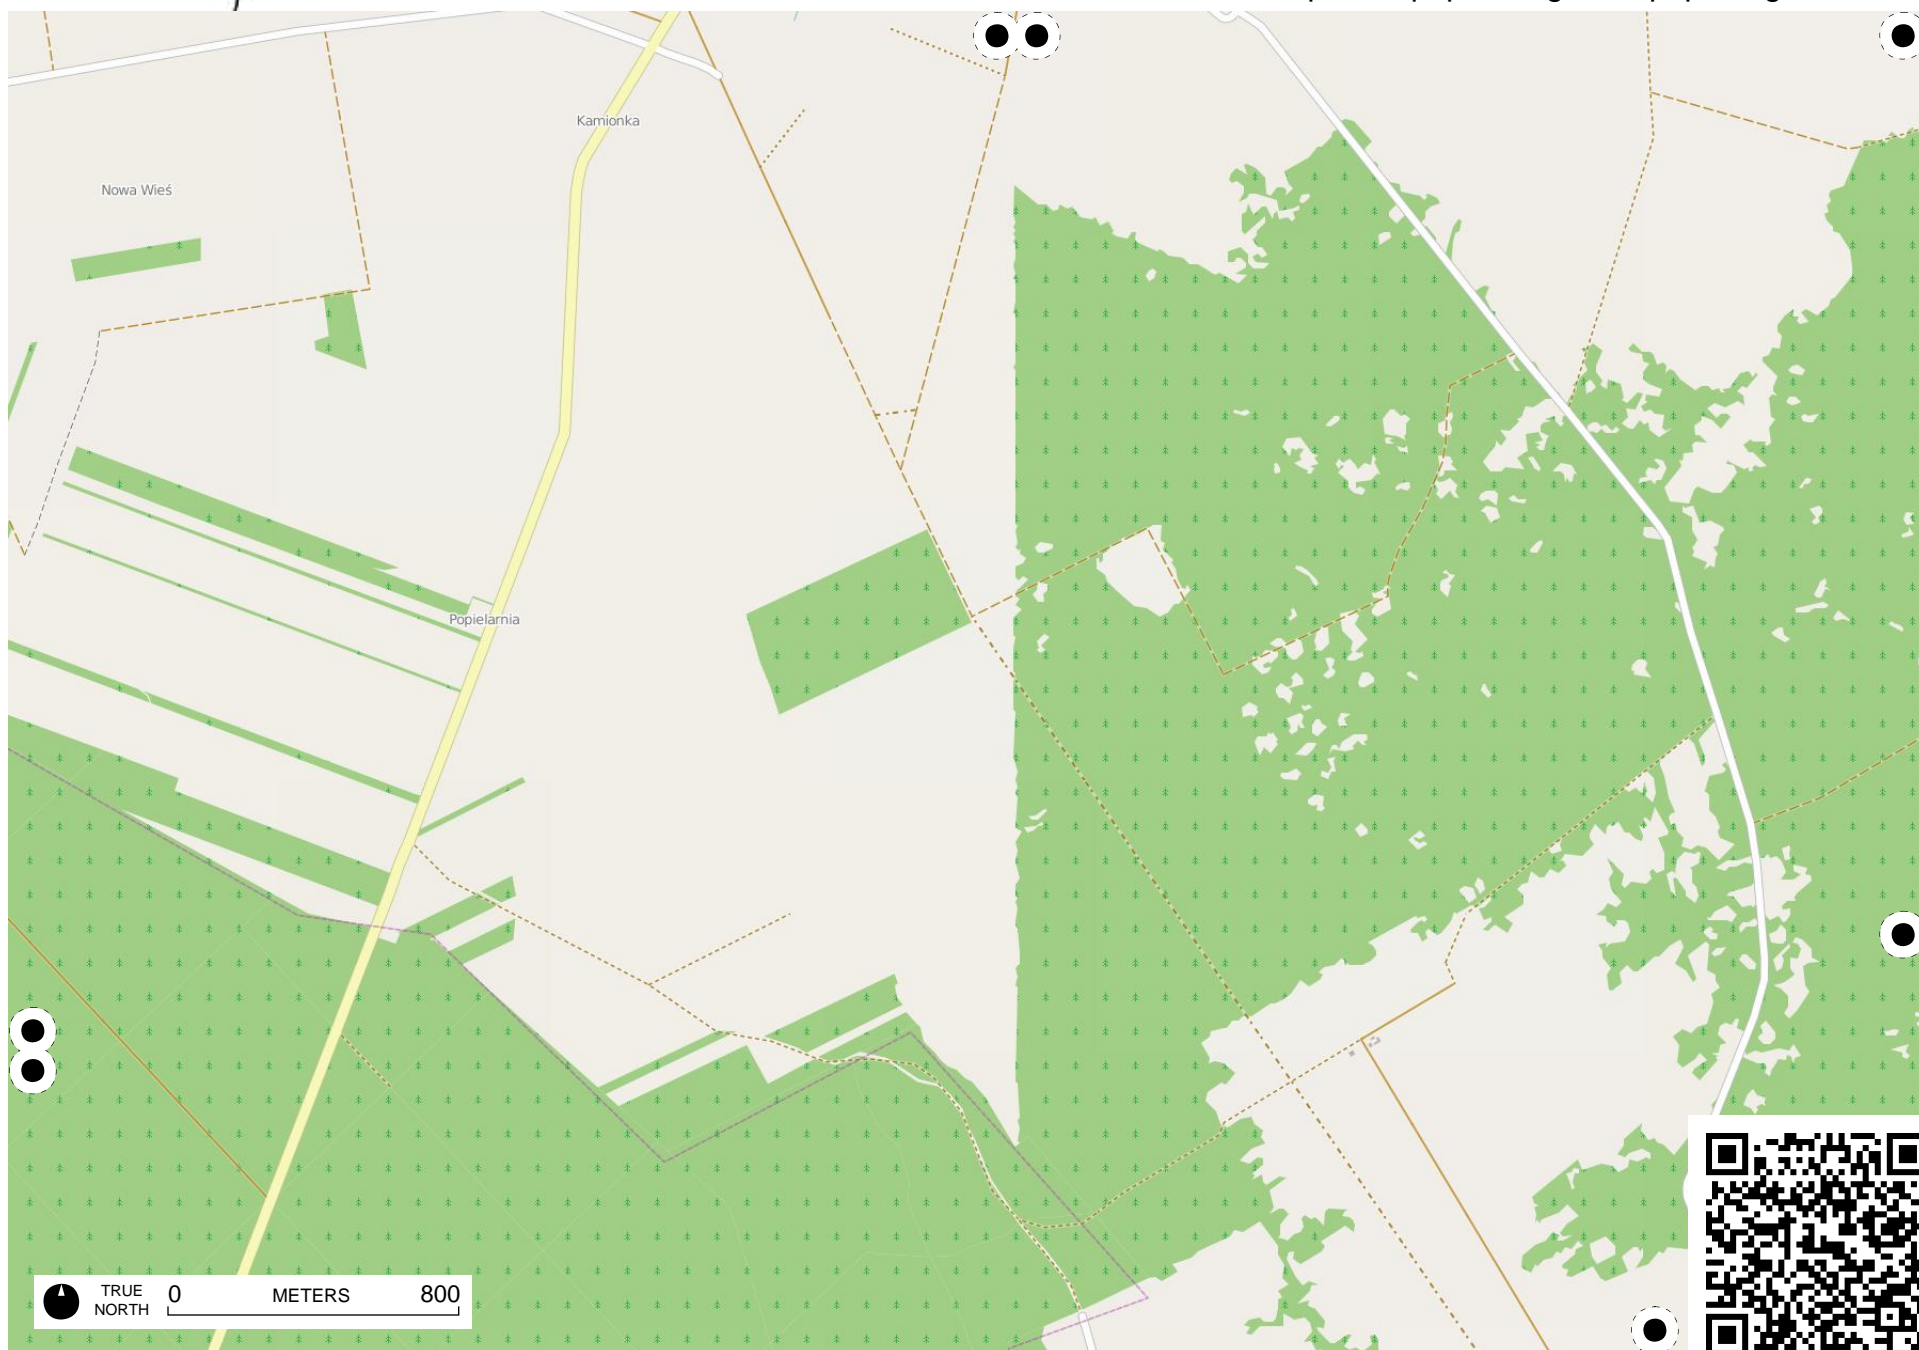 Kamionka
Nowa Wieś
Popielarnia
TRUE NORTH
0 METERS 800